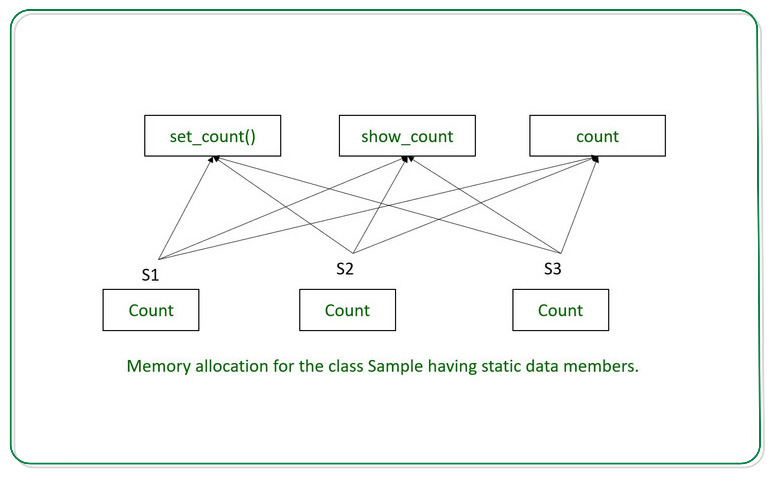 set_count()
show_count
count
S1
S2
S3
Count
Count
Count
Memory allocation for the class Sample having static data members.